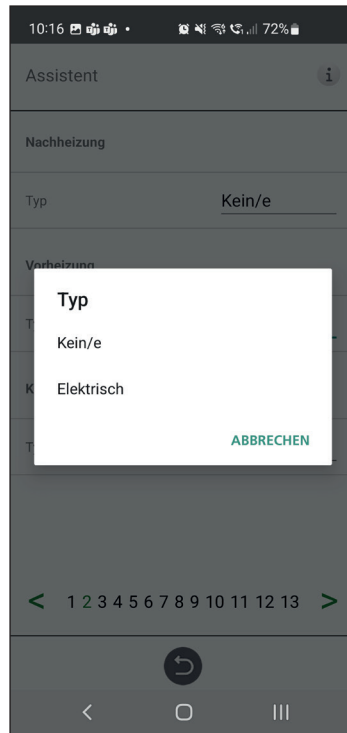 10:16
72%
Assistent
i
Nachheizung
Typ Kein/e
Vorheizung
Typ
Kein/e
T
Elektrisch
K
ABBRECHEN
T
< 1 2 3 4 5 6 7 8 9 10 11 12 13 >